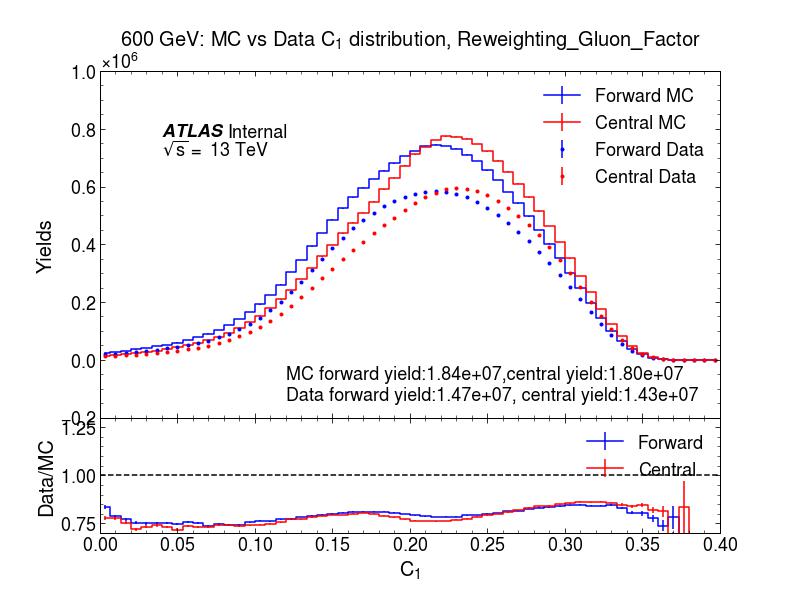 600 GeV: MC vs Data C₁ distribution, Reweighting_Gluon_Factor
×10⁶
1.0
0.8
0.6
0.4
0.2
0.0
0.2
Yields
ATLAS Internal
√s = 13 TeV
Forward MC
Central MC
Forward Data
Central Data
MC forward yield:1.84e+07,central yield:1.80e+07
Data forward yield:1.47e+07, central yield:1.43e+07
1.25
1.00
0.75
Data/MC
Forward
Central
0.00 0.05 0.10 0.15 0.20 0.25 0.30 0.35 0.40
C₁